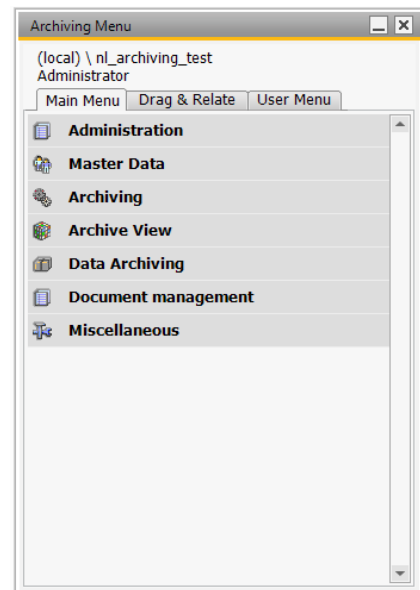 Archiving Menu
(local) \ nl_archiving_test
Administrator
Main Menu Drag & Relate User Menu
Administration
Master Data
Archiving
Archive View
Data Archiving
Document management
Miscellaneous